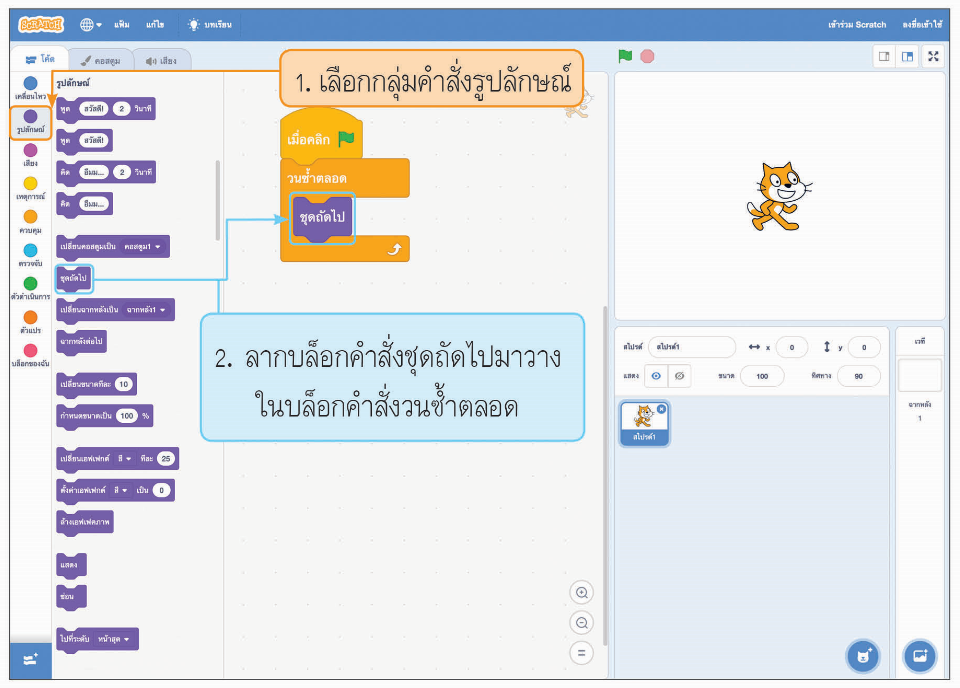 SCRATCH แฟ้ม แก้ไข บทเรียน เข้าร่วม Scratch ลงชื่อเข้าใช้
โค้ด คอสตูม เสียง
1. เลือกกลุ่มคำสั่งรูปลักษณ์
เคลื่อนไหว
รูปลักษณ์
เสียง
เหตุการณ์
ควบคุม
ตรวจจับ
ตัวดำเนินการ
ตัวแปร
บล็อกของฉัน
รูปลักษณ์
พูด สวัสดี! 2 วินาที
พูด สวัสดี!
คิด ฮืมม... 2 วินาที
คิด ฮืมม...
เปลี่ยนคอสตูมเป็น คอสตูม1
ชุดถัดไป
เปลี่ยนฉากหลังเป็น ฉากหลัง1
ฉากหลังต่อไป
เปลี่ยนขนาดทีละ 10
กำหนดขนาดเป็น 100 %
เปลี่ยนเอฟเฟกต์ สี ทีละ 25
ตั้งค่าเอฟเฟกต์ สี เป็น 0
ล้างเอฟเฟคภาพ
แสดง
ซ่อน
ไปที่ระดับ หน้าสุด
เมื่อคลิก
วนซ้ำตลอด
ชุดถัดไป
2. ลากบล็อกคำสั่งชุดถัดไปมาวาง
ในบล็อกคำสั่งวนซ้ำตลอด
สไปรต์ สไปรต์1 x 0 y 0
แสดง ขนาด 100 ทิศทาง 90
สไปรต์1
เวที
ฉากหลัง
1